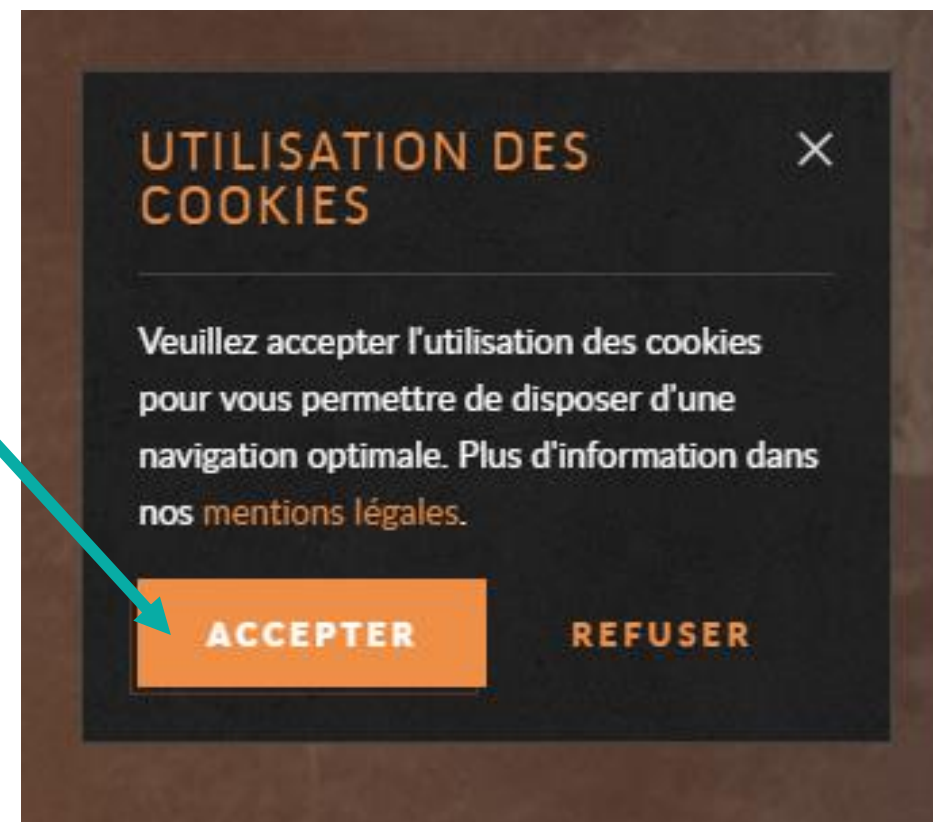 UTILISATION DES
COOKIES
Veuillez accepter l'utilisation des cookies
pour vous permettre de disposer d'une
navigation optimale. Plus d'information dans
nos mentions légales.
ACCEPTER REFUSER